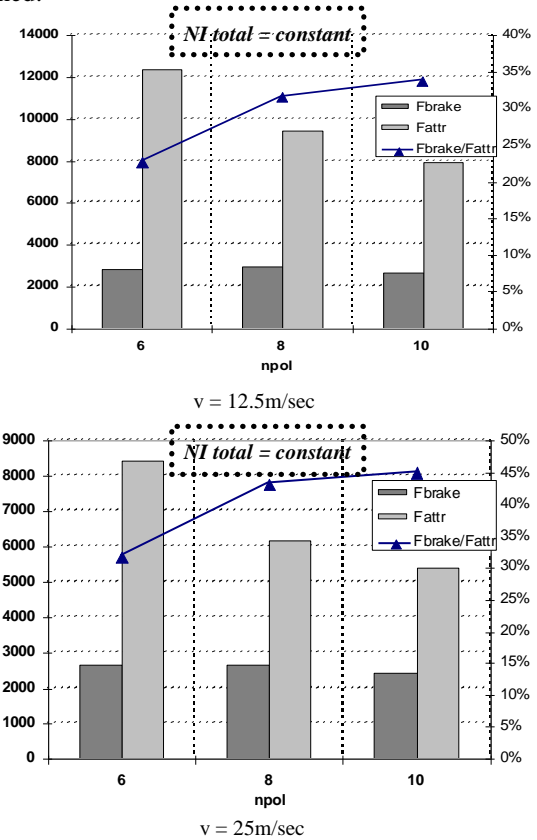 NI total = constant
14000
12000
10000
8000
6000
4000
2000
0
40%
35%
30%
25%
20%
15%
10%
5%
0%
Fbrake
Fattr
Fbrake/Fattr
6 8 10
npol
v = 12.5m/sec
NI total = constant
9000
8000
7000
6000
5000
4000
3000
2000
1000
0
50%
45%
40%
35%
30%
25%
20%
15%
10%
5%
0%
Fbrake
Fattr
Fbrake/Fattr
6 8 10
npol
v = 25m/sec